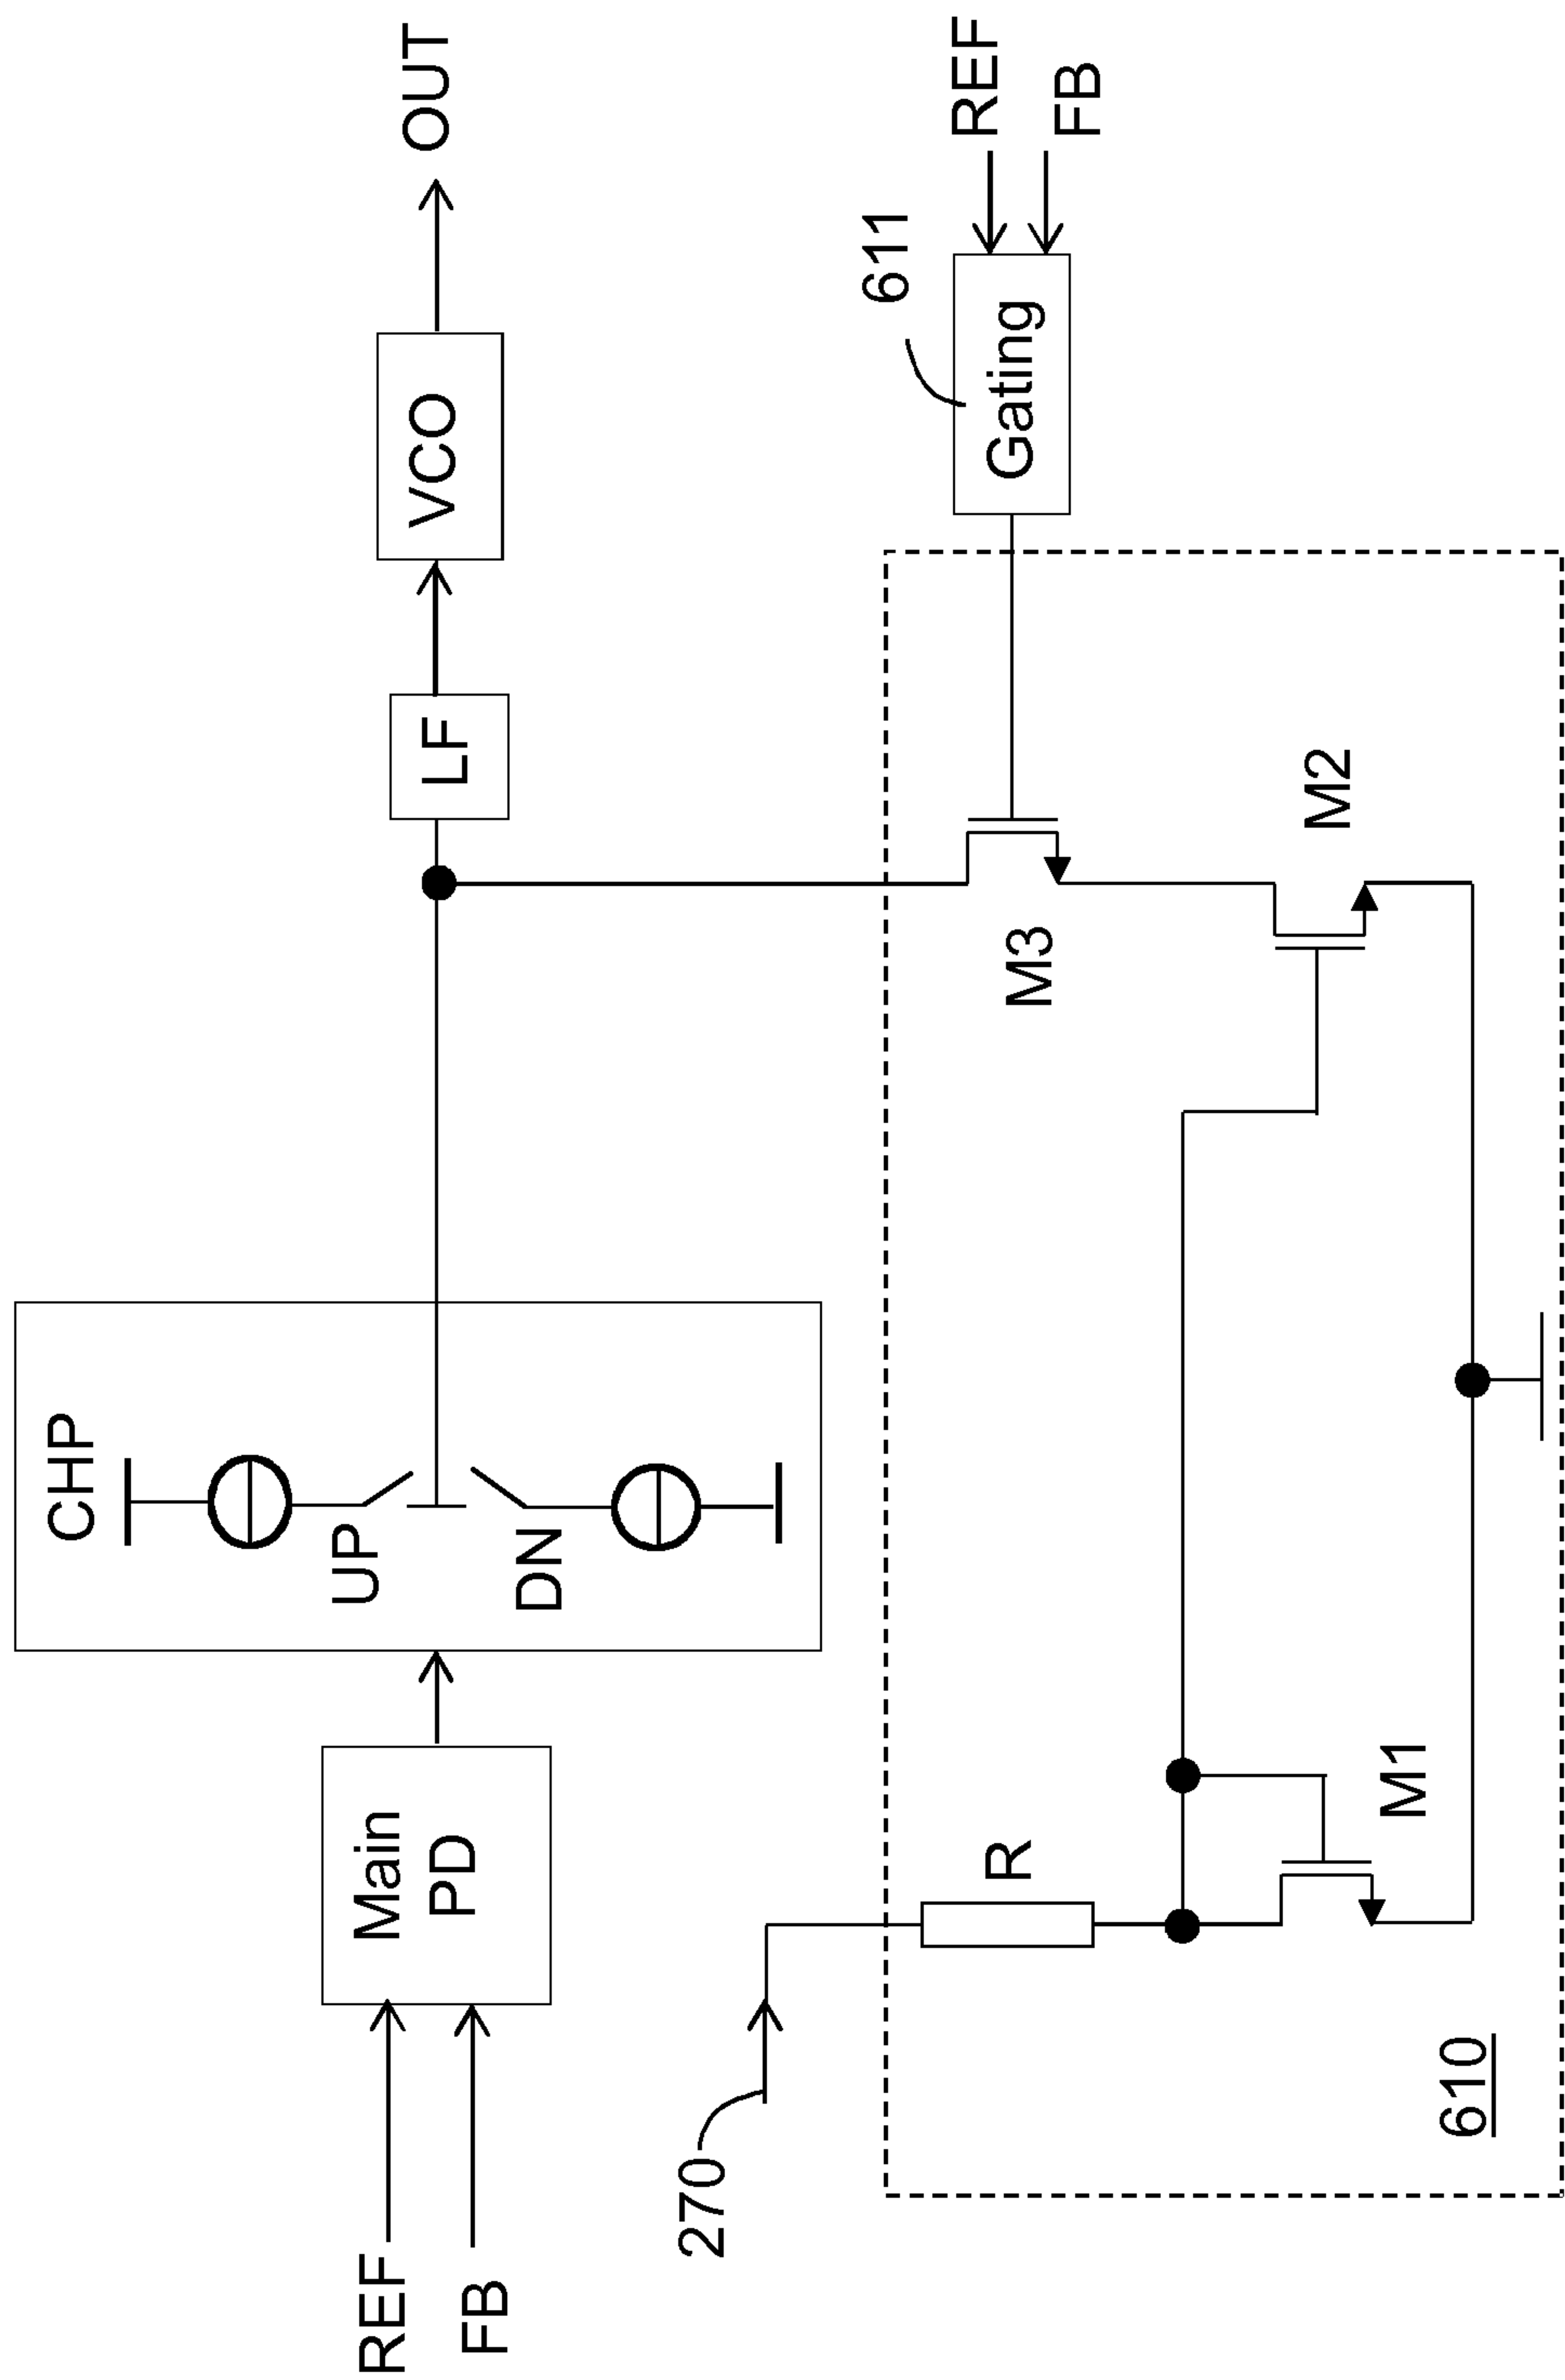 CHP
UP
DN
REF
FB
Main
PD
LF
VCO
OUT
270
R
M1
M3
M2
611
Gating
REF
FB
610